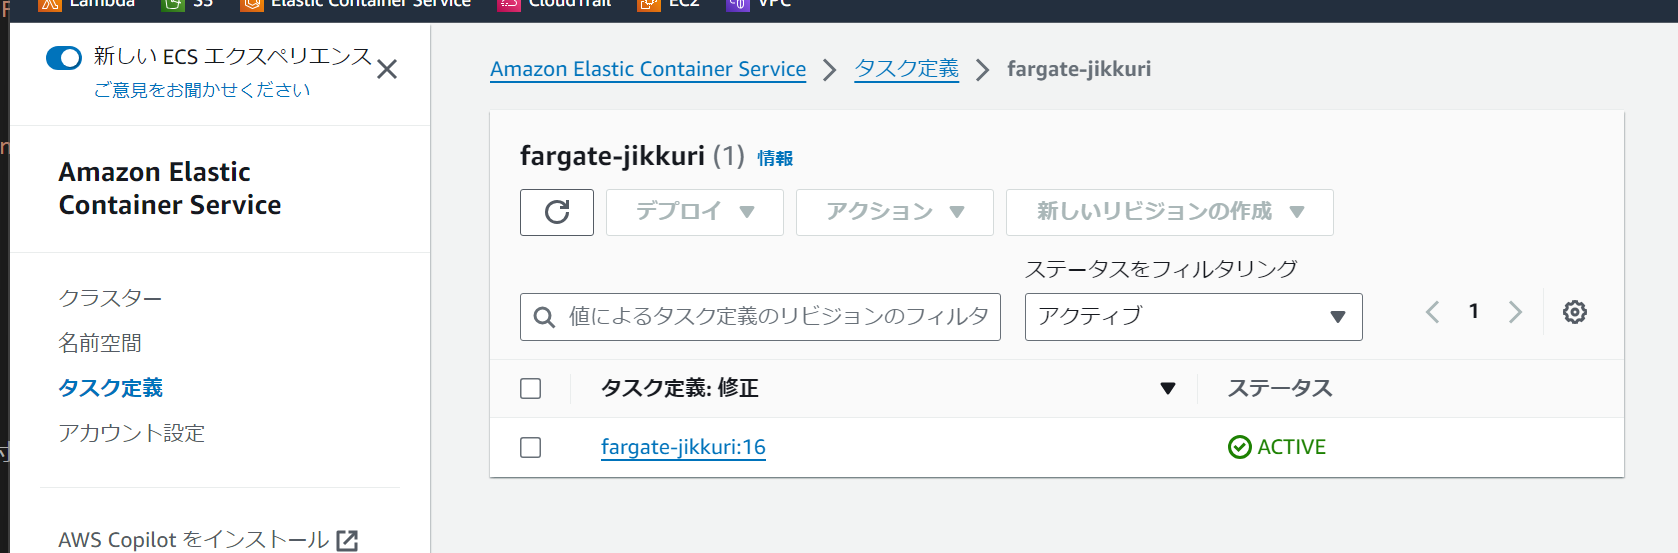 Lambda S3 Elastic Container Service CloudTrail EC2 VPC
新しい ECS エクスペリエンス
ご意見をお聞かせください
Amazon Elastic
Container Service
クラスター
名前空間
タスク定義
アカウント設定
AWS Copilot をインストール
Amazon Elastic Container Service タスク定義 fargate-jikkuri
fargate-jikkuri (1) 情報
デプロイ アクション 新しいリビジョンの作成
ステータスをフィルタリング
値によるタスク定義のリビジョンのフィルタ アクティブ 1
タスク定義: 修正 ステータス
fargate-jikkuri:16 ACTIVE